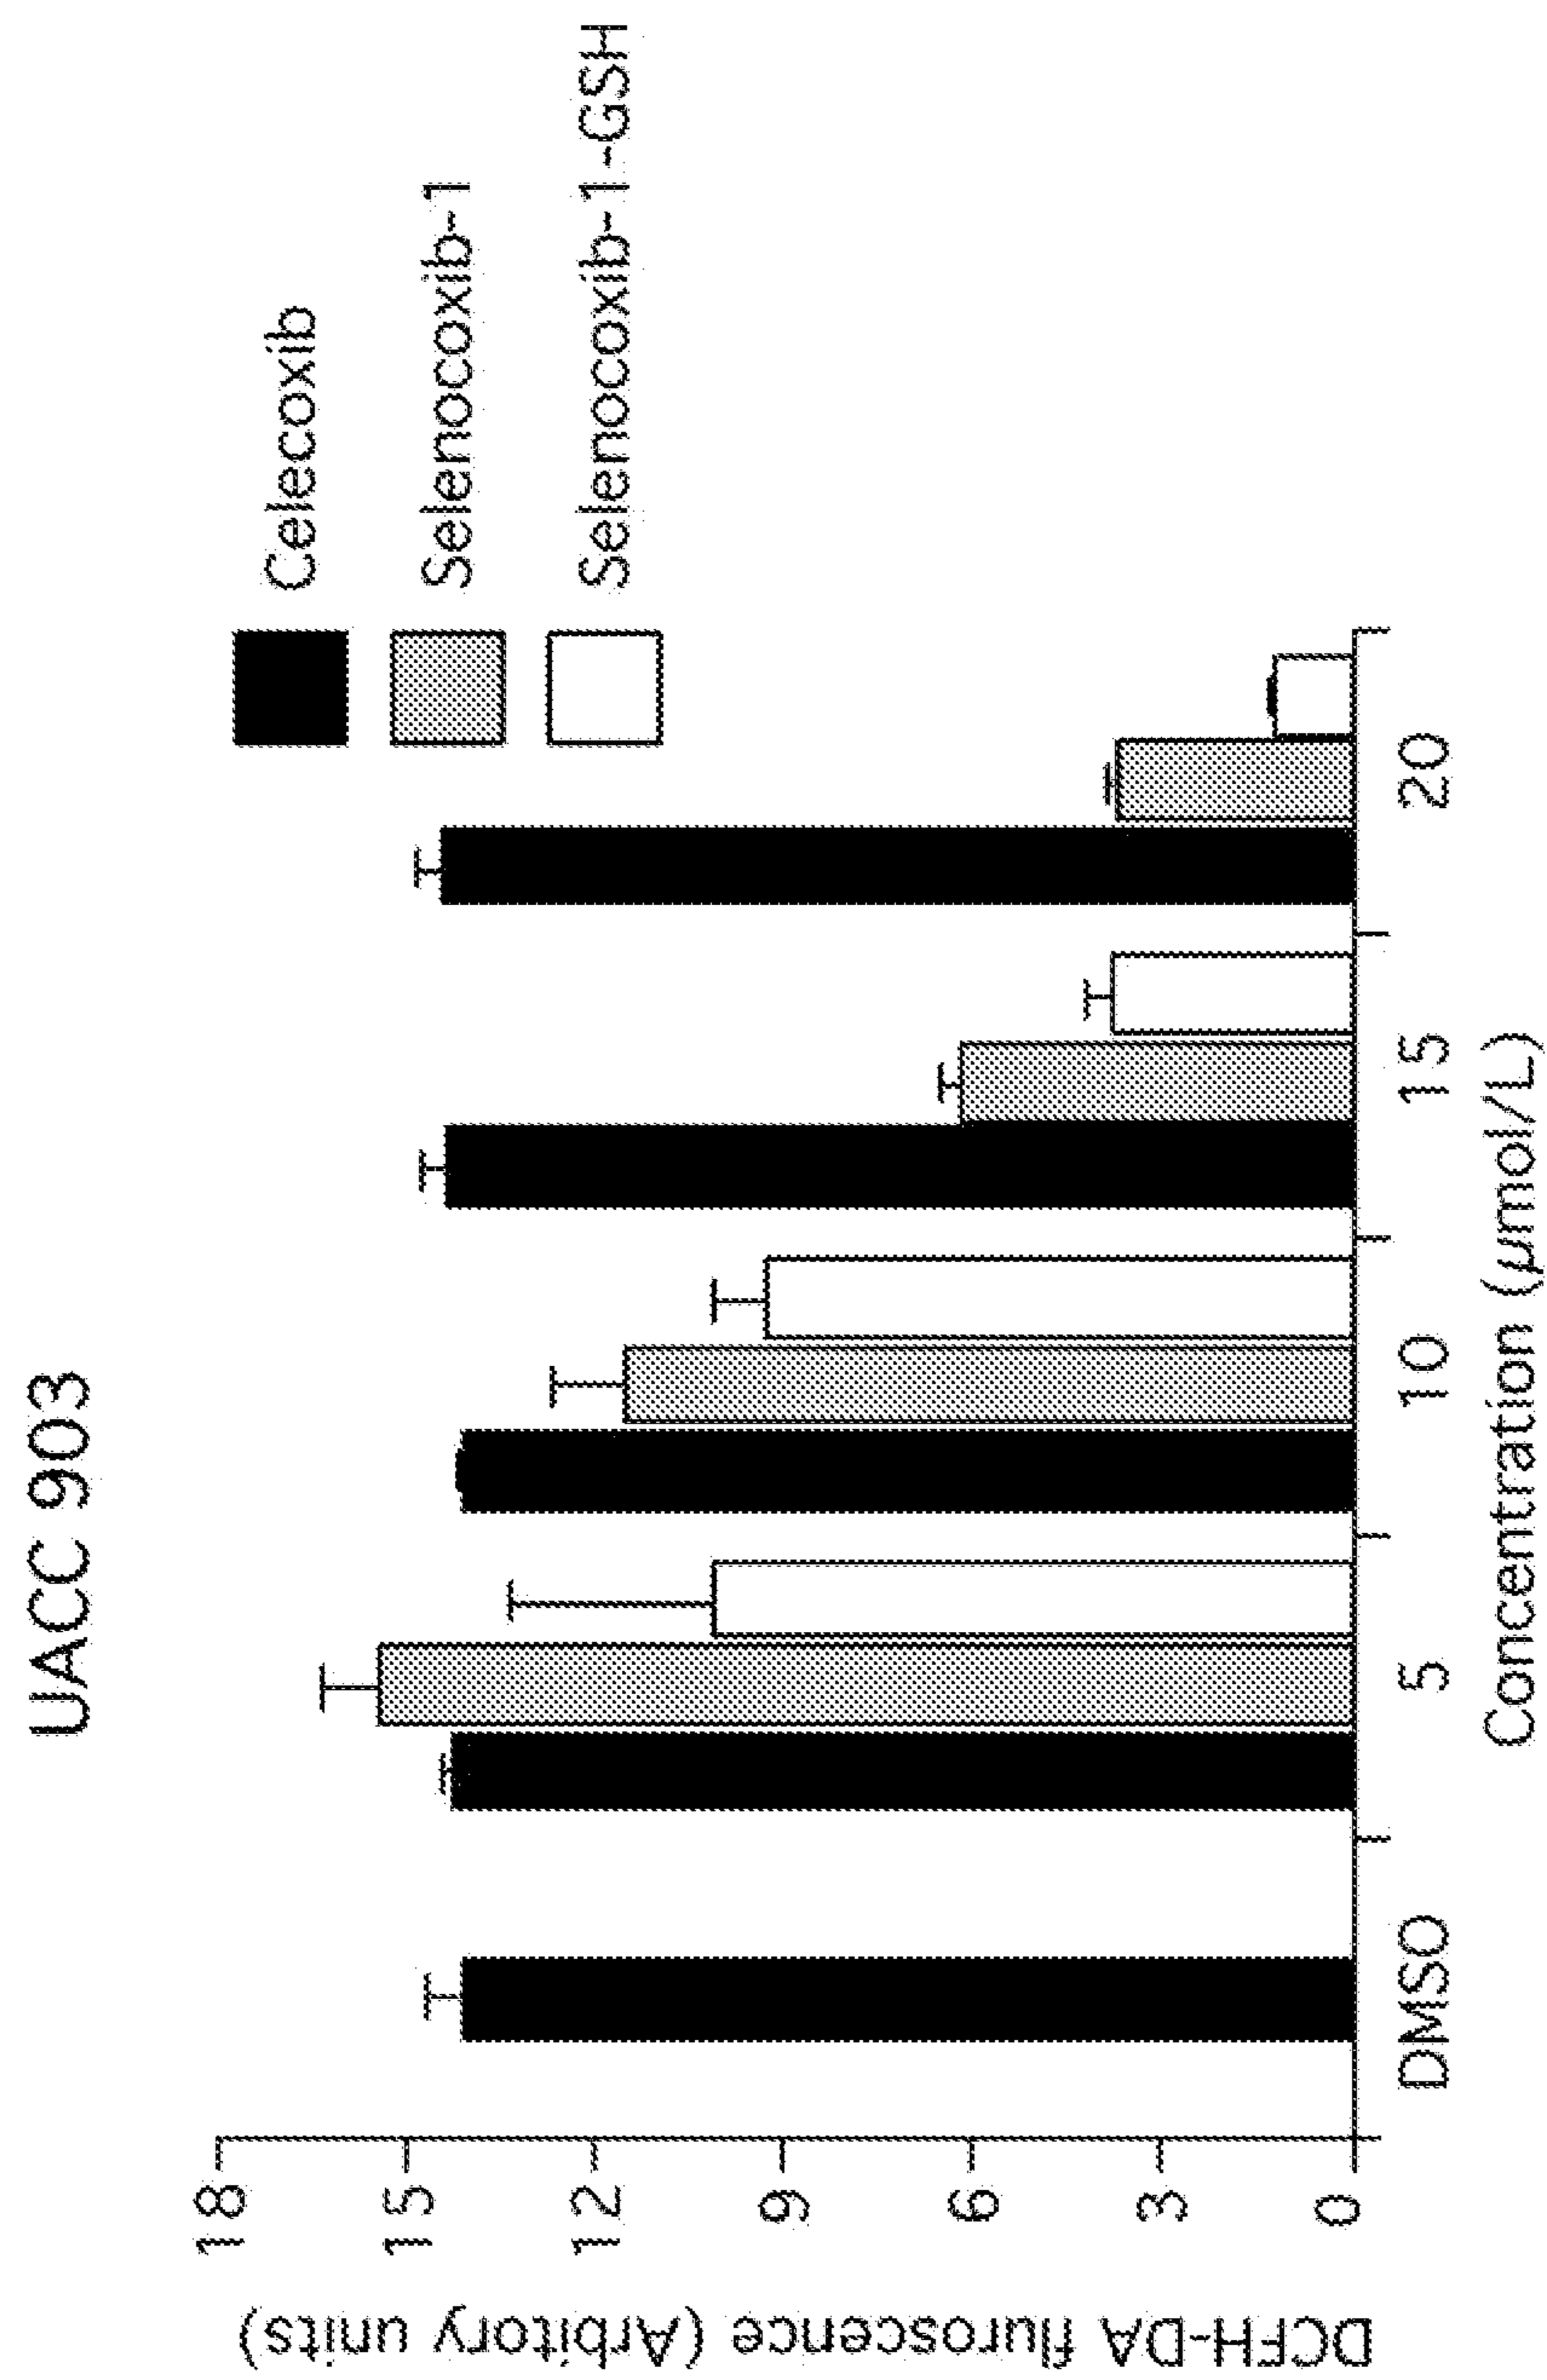 UACC 903
Celecoxib
Selenocoxib-1
Selenocoxib-1-GSH
DCFH-DA fluroscence (Arbitory units)
18
15
12
9
6
3
0
DMSO 5 10 15 20
Concentration (μmol/L)